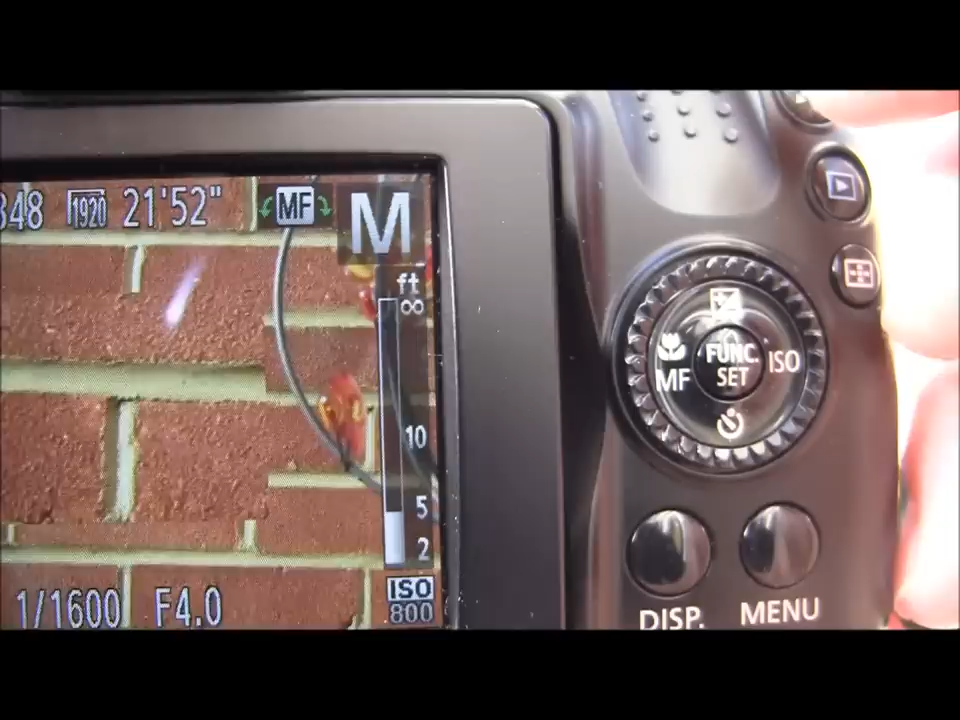 348 1920 21'52" MF M
ft
∞
10
5
2
1/1600 F4.0 ISO 800
FUNC.
SET
MF
ISO
DISP. MENU